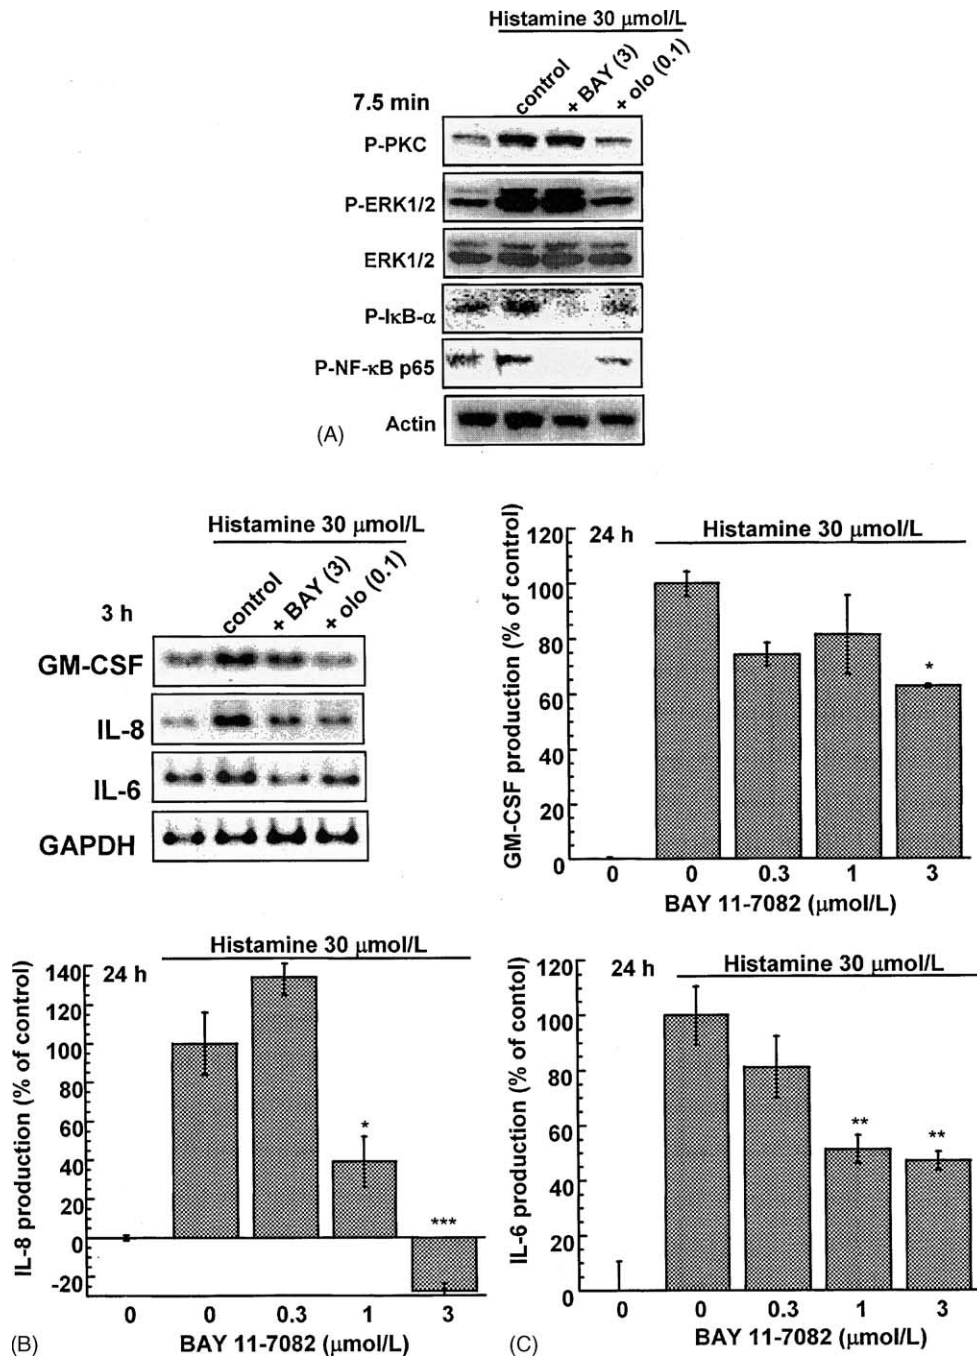 Histamine 30 μmol/L
7.5 min
control
+ BAY (3)
+ olo (0.1)
P-PKC
P-ERK1/2
ERK1/2
P-IκB-α
P-NF-κB p65
Actin
(A)
Histamine 30 μmol/L
3 h
control
+ BAY (3)
+ olo (0.1)
GM-CSF
IL-8
IL-6
GAPDH
GM-CSF production (% of control)
120
100
80
60
40
20
0
24 h
Histamine 30 μmol/L
*
0 0 0.3 1 3
BAY 11-7082 (μmol/L)
IL-8 production (% of control)
140
120
100
80
60
40
20
0
-20
24 h
Histamine 30 μmol/L
*
***
0 0 0.3 1 3
BAY 11-7082 (μmol/L)
(B)
IL-6 production (% of contol)
120
100
80
60
40
20
0
24 h
Histamine 30 μmol/L
**
**
0 0 0.3 1 3
BAY 11-7082 (μmol/L)
(C)